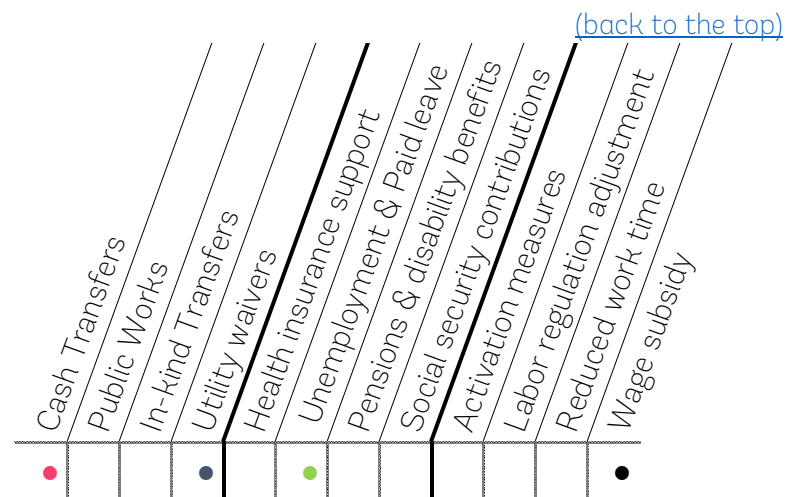 (back to the top)
Cash Transfers
Public Works
In-kind Transfers
Utility waivers
Health insurance support
Unemployment & Paid leave
Pensions & disability benefits
Social security contributions
Activation measures
Labor regulation adjustment
Reduced work time
Wage subsidy